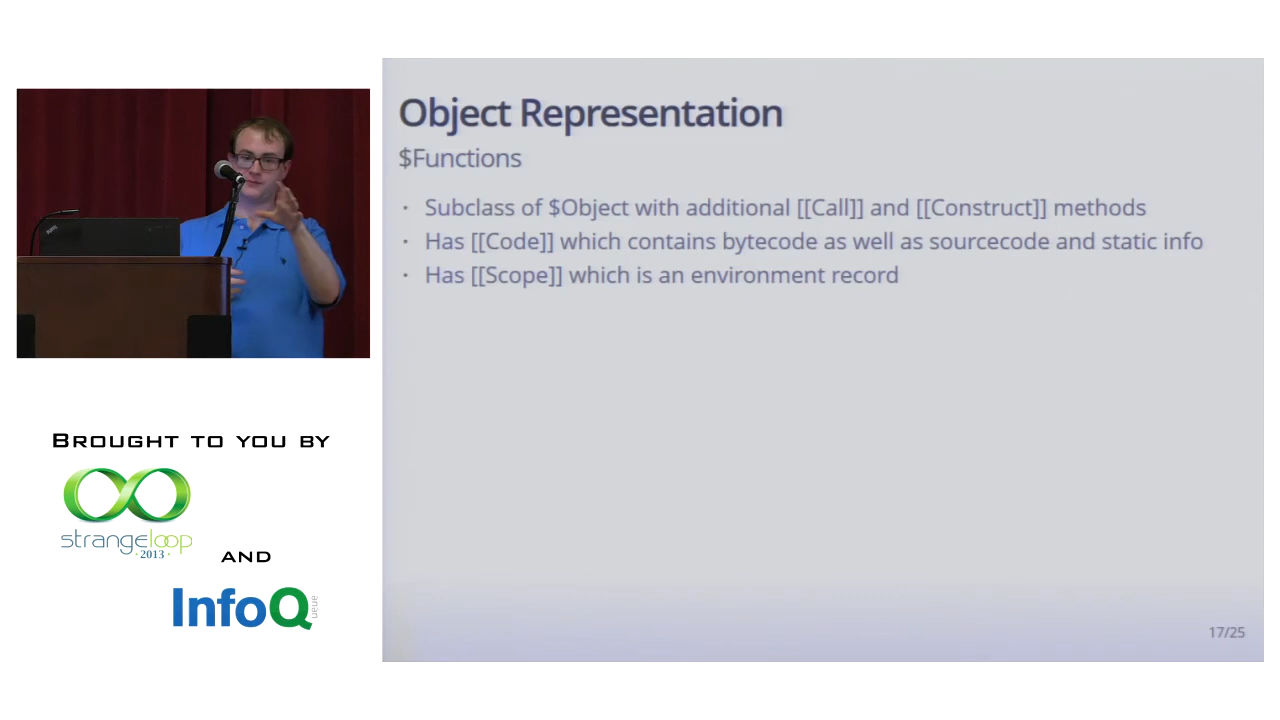 Object Representation
$Functions
· Subclass of $Object with additional [[Call]] and [[Construct]] methods
· Has [[Code]] which contains bytecode as well as sourcecode and static info
· Has [[Scope]] which is an environment record
17/25
BROUGHT TO YOU BY
strangeloop
· 2013 ·
AND
InfoQ